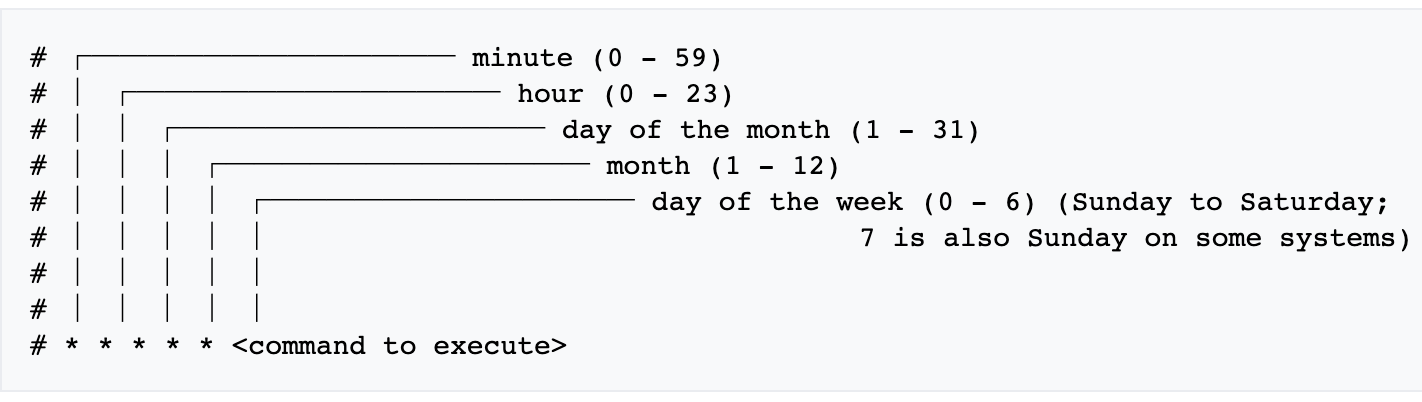 # ┌───────────── minute (0 - 59)
# │ ┌───────────── hour (0 - 23)
# │ │ ┌───────────── day of the month (1 - 31)
# │ │ │ ┌───────────── month (1 - 12)
# │ │ │ │ ┌───────────── day of the week (0 - 6) (Sunday to Saturday;
# │ │ │ │ │                                   7 is also Sunday on some systems)
# │ │ │ │ │
# │ │ │ │ │
# * * * * * <command to execute>